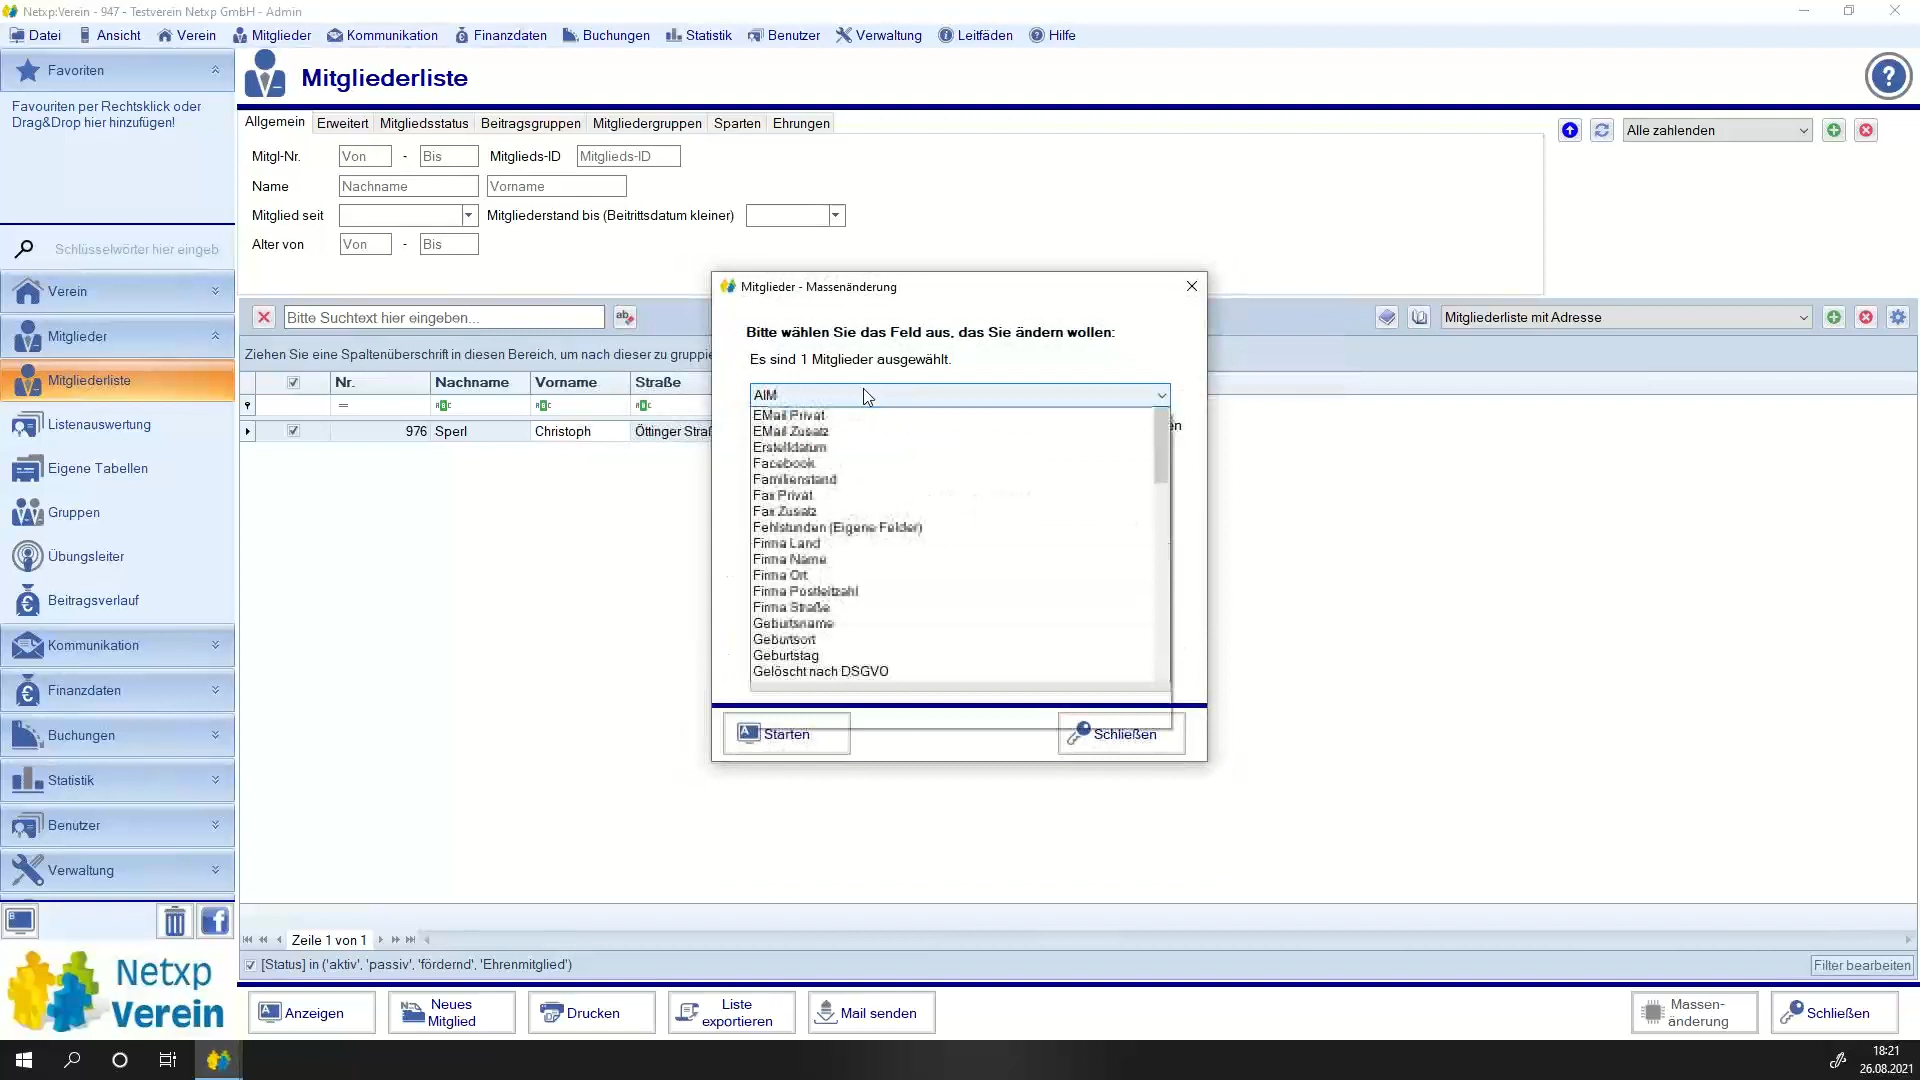 Netxp:Verein - 947 - Testverein Netxp GmbH - Admin
Datei Ansicht Verein Mitglieder Kommunikation Finanzdaten Buchungen Statistik Benutzer Verwaltung Leitfäden Hilfe
Favoriten
Favouriten per Rechtsklick oder
Drag&Drop hier hinzufügen!
Schlüsselwörter hier eingeb
Verein
Mitglieder
Mitgliederliste
Listenauswertung
Eigene Tabellen
Gruppen
Übungsleiter
Beitragsverlauf
Kommunikation
Finanzdaten
Buchungen
Statistik
Benutzer
Verwaltung
Netxp
Verein
Mitgliederliste
Allgemein Erweitert Mitgliedsstatus Beitragsgruppen Mitgliedergruppen Sparten Ehrungen
Alle zahlenden
Mitgl-Nr. Von - Bis Mitglieds-ID Mitglieds-ID
Name Nachname Vorname
Mitglied seit Mitgliederstand bis (Beitrittsdatum kleiner)
Alter von Von - Bis
Bitte Suchtext hier eingeben...
Mitgliederliste mit Adresse
Ziehen Sie eine Spaltenüberschrift in diesen Bereich, um nach dieser zu gruppie
Nr. Nachname Vorname Straße
976 Sperl Christoph Öttinger Straß
Mitglieder - Massenänderung
Bitte wählen Sie das Feld aus, das Sie ändern wollen:
Es sind 1 Mitglieder ausgewählt.
AIM
en
EMail Privat
EMail Zusatz
Erstelldatum
Facebook
Familienstand
Fax Privat
Fax Zusatz
Fehlstunden (Eigene Felder)
Firma Land
Firma Name
Firma Ort
Firma Postleitzahl
Firma Straße
Geburtsname
Geburtsort
Geburtstag
Gelöscht nach DSGVO
Starten Schließen
Zeile 1 von 1
[Status] in ('aktiv', 'passiv', 'fördernd', 'Ehrenmitglied')
Filter bearbeiten
Anzeigen
Neues
Mitglied
Drucken
Liste
exportieren
Mail senden
Massen-
änderung
Schließen
18:21
26.08.2021